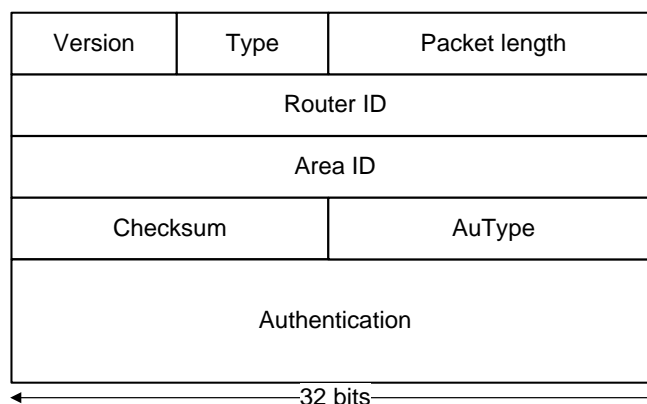 Version Type Packet length
Router ID
Area ID
Checksum AuType
Authentication
32 bits